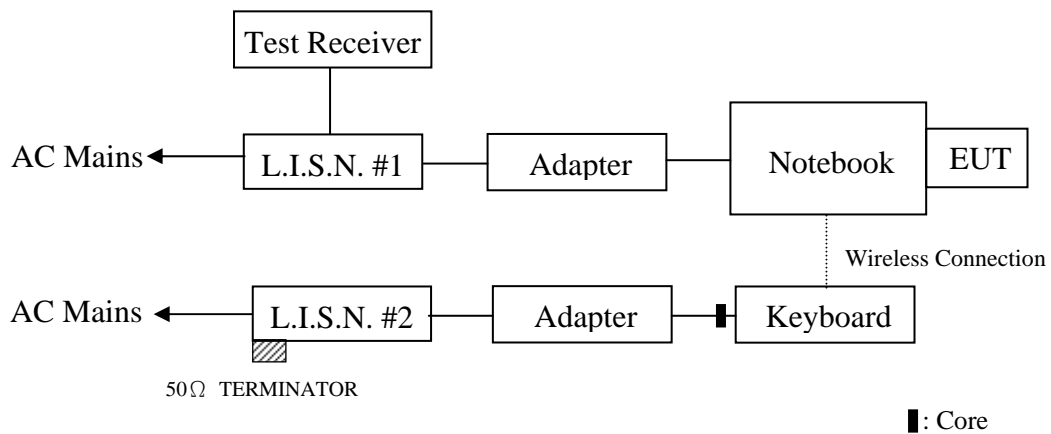 Test Receiver
AC Mains
L.I.S.N. #1
Adapter
Notebook
EUT
Wireless Connection
AC Mains
L.I.S.N. #2
Adapter
Keyboard
50Ω TERMINATOR
: Core